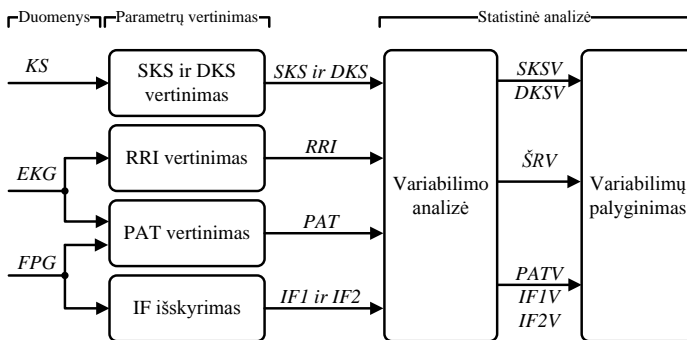 Duomenys
Parametrų vertinimas
Statistinė analizė
KS
SKS ir DKS
vertinimas
SKS ir DKS
EKG
RRI vertinimas
RRI
PAT vertinimas
PAT
FPG
IF išskyrimas
IF1 ir IF2
Variabilimo
analizė
SKSV
DKSV
ŠRV
PATV
IF1V
IF2V
Variabilimų
palyginimas